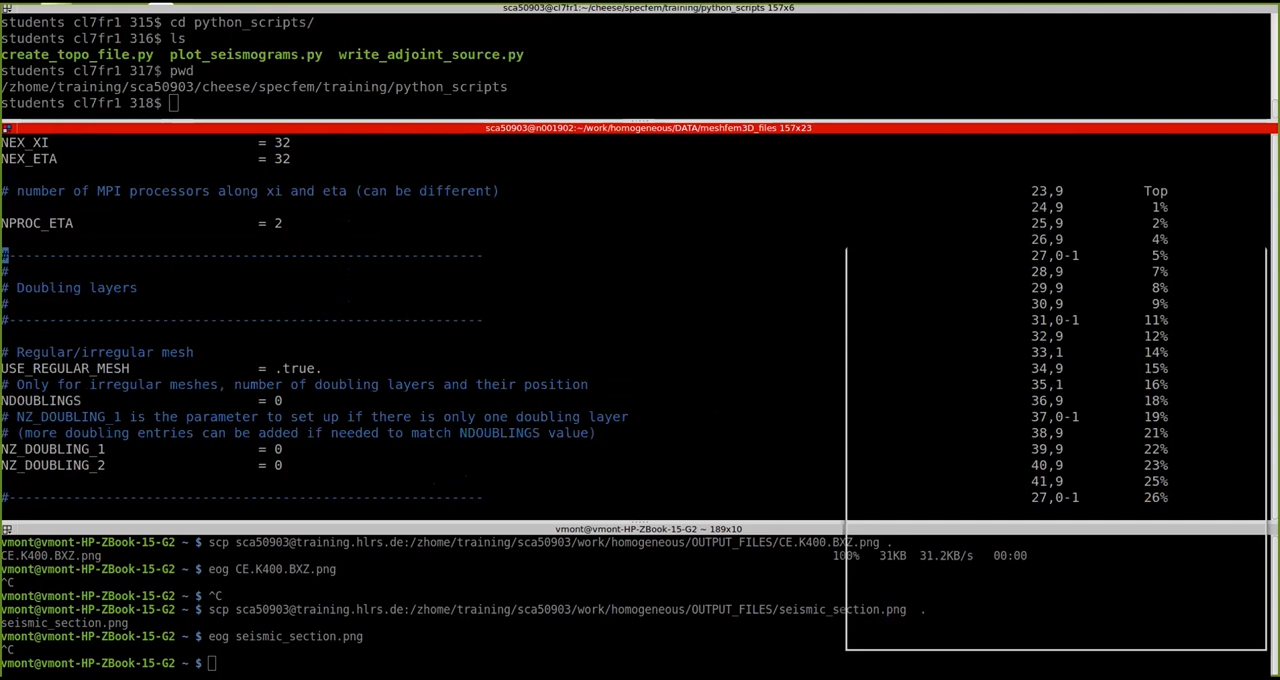 sca50903@cl7fr1:~/cheese/specfem/training/python_scripts 157x6
students cl7fr1 315$ cd python_scripts/
students cl7fr1 316$ ls
create_topo_file.py  plot_seismograms.py  write_adjoint_source.py
students cl7fr1 317$ pwd
/zhome/training/sca50903/cheese/specfem/training/python_scripts
students cl7fr1 318$
sca50903@n001902:~/work/homogeneous/DATA/meshfem3D_files 157x23
NEX_XI                          = 32
NEX_ETA                         = 32
# number of MPI processors along xi and eta (can be different) 23,9          Top
24,9          1%
NPROC_ETA                       = 2 25,9          2%
26,9          4%
#----------------------------------------------------------- 27,0-1        5%
# 28,9          7%
# Doubling layers 29,9          8%
# 30,9          9%
#----------------------------------------------------------- 31,0-1        11%
32,9          12%
# Regular/irregular mesh 33,1          14%
USE_REGULAR_MESH                = .true. 34,9          15%
# Only for irregular meshes, number of doubling layers and their position 35,1          16%
NDOUBLINGS                      = 0 36,9          18%
# NZ_DOUBLING_1 is the parameter to set up if there is only one doubling layer 37,0-1        19%
# (more doubling entries can be added if needed to match NDOUBLINGS value) 38,9          21%
NZ_DOUBLING_1                   = 0 39,9          22%
NZ_DOUBLING_2                   = 0 40,9          23%
41,9          25%
#----------------------------------------------------------- 27,0-1        26%
vmont@vmont-HP-ZBook-15-G2 ~ 189x10
vmont@vmont-HP-ZBook-15-G2 ~ $ scp sca50903@training.hlrs.de:/zhome/training/sca50903/work/homogeneous/OUTPUT_FILES/CE.K400.BXZ.png .
CE.K400.BXZ.png 100%   31KB  31.2KB/s   00:00
vmont@vmont-HP-ZBook-15-G2 ~ $ eog CE.K400.BXZ.png
^C
vmont@vmont-HP-ZBook-15-G2 ~ $ ^C
vmont@vmont-HP-ZBook-15-G2 ~ $ scp sca50903@training.hlrs.de:/zhome/training/sca50903/work/homogeneous/OUTPUT_FILES/seismic_section.png  .
seismic_section.png
vmont@vmont-HP-ZBook-15-G2 ~ $ eog seismic_section.png
^C
vmont@vmont-HP-ZBook-15-G2 ~ $